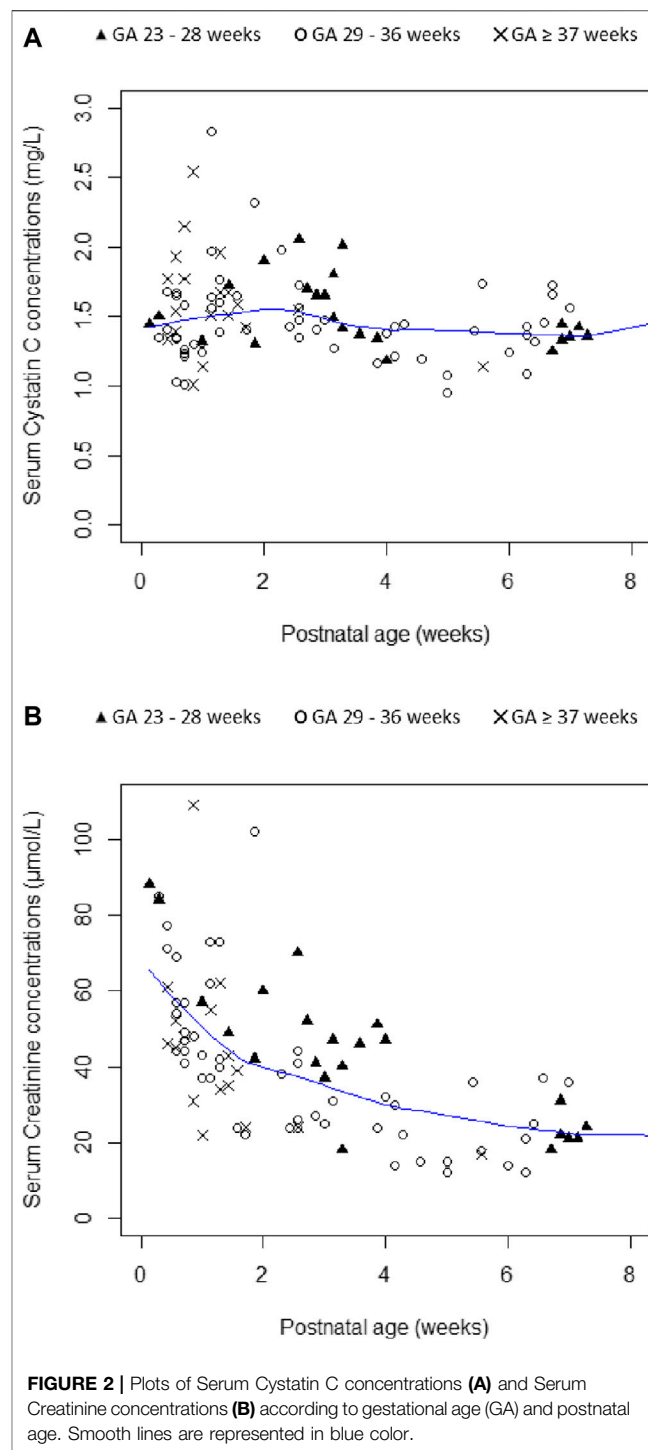 A
▲ GA 23 - 28 weeks O GA 29 - 36 weeks × GA ≥ 37 weeks
Serum Cystatin C concentrations (mg/L)
3.0
2.5
2.0
1.5
1.0
0.5
0.0
0 2 4 6 8
Postnatal age (weeks)
B
▲ GA 23 - 28 weeks O GA 29 - 36 weeks × GA ≥ 37 weeks
Serum Creatinine concentrations (µmol/L)
100
80
60
40
20
0
0 2 4 6 8
Postnatal age (weeks)
FIGURE 2 | Plots of Serum Cystatin C concentrations (A) and Serum
Creatinine concentrations (B) according to gestational age (GA) and postnatal
age. Smooth lines are represented in blue color.